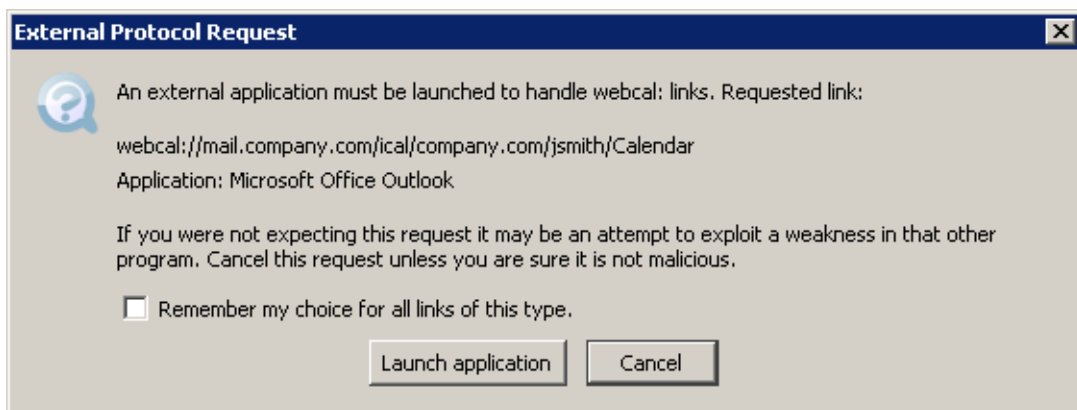 External Protocol Request
An external application must be launched to handle webcal: links. Requested link:
webcal://mail.company.com/ical/company.com/jsmith/Calendar
Application: Microsoft Office Outlook
If you were not expecting this request it may be an attempt to exploit a weakness in that other
program. Cancel this request unless you are sure it is not malicious.
Remember my choice for all links of this type.
Launch application
Cancel